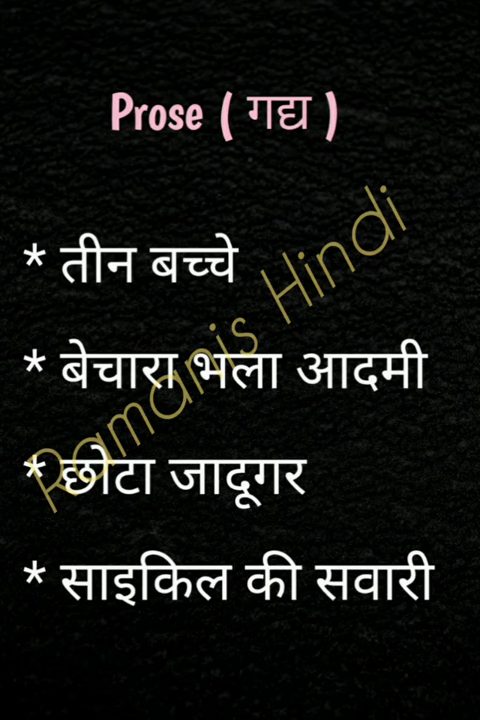 Prose ( गद्य )
* तीन बच्चे
* बेचारा भला आदमी
* छोटा जादूगर
* साइकिल की सवारी
Ramanis Hindi